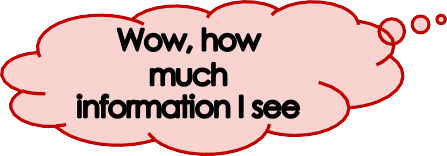 Wow, how
much
information I see